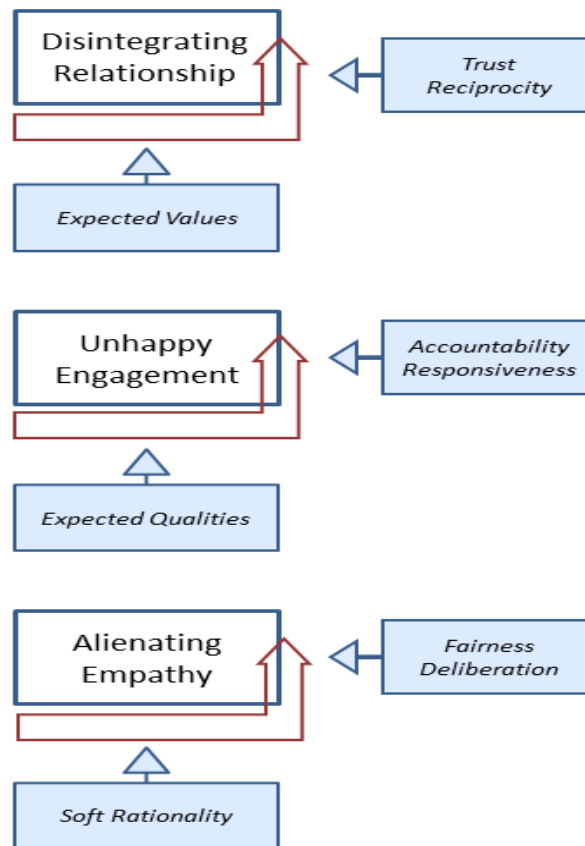 Disintegrating
Relationship
Trust
Reciprocity
Expected Values
Unhappy
Engagement
Accountability
Responsiveness
Expected Qualities
Alienating
Empathy
Fairness
Deliberation
Soft Rationality